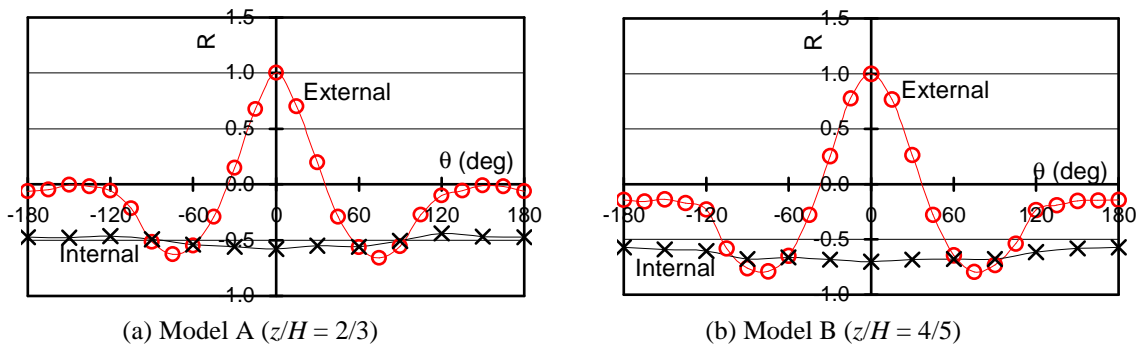 1.5
R
1.0
External
0.5
θ (deg)
0.0
-180 -120 -60 0 60 120 180
-0.5
Internal
-1.0
(a) Model A (z/H = 2/3)
1.5
R
1.0
External
0.5
θ (deg)
0.0
-180 -120 -60 0 60 120 180
-0.5
Internal
-1.0
(b) Model B (z/H = 4/5)